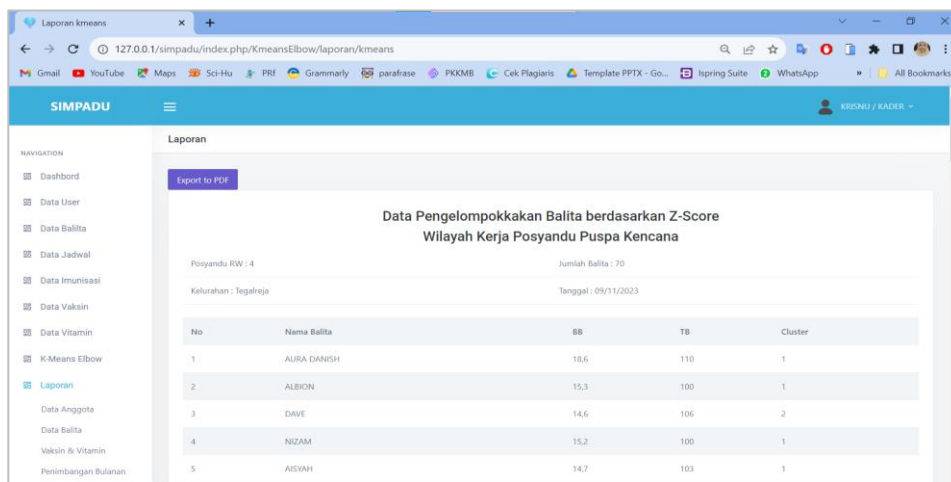 Laporan kmeans
127.0.0.1/simpadu/index.php/KmeansElbow/laporan/kmeans
Gmail YouTube Maps Sci-Hu PRf Grammarly parafrase PKKMB Cek Plagiaris Template PPTX - Go... Ispring Suite WhatsApp » All Bookmarks
SIMPADU KRISNU / KADER
Laporan
NAVIGATION
Dashbord
Data User
Data Balilta
Data Jadwal
Data Imunisasi
Data Vaksin
Data Vitamin
K-Means Elbow
Laporan
Data Anggota
Data Balita
Vaksin & Vitamin
Penimbangan Bulanan
Export to PDF
Data Pengelompokkakan Balita berdasarkan Z-Score
Wilayah Kerja Posyandu Puspa Kencana
Posyandu RW : 4 Jumlah Balita : 70
Kelurahan : Tegalreja Tanggal : 09/11/2023
No Nama Balita BB TB Cluster
1 AURA DANISH 18,6 110 1
2 ALBION 15,3 100 1
3 DAVE 14,6 106 2
4 NIZAM 15,2 100 1
5 AISYAH 14,7 103 1